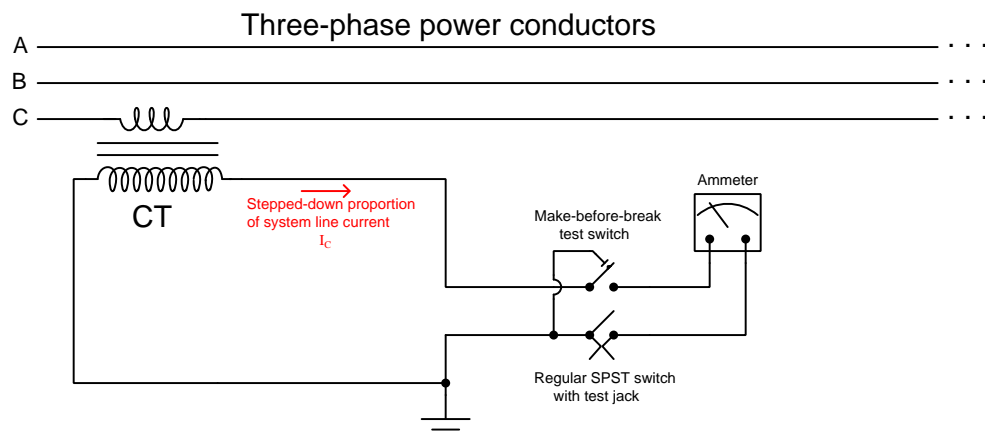 Three-phase power conductors
A
. . .
B
. . .
C
. . .
CT
Stepped-down proportion
of system line current
I_C
Ammeter
Make-before-break
test switch
Regular SPST switch
with test jack